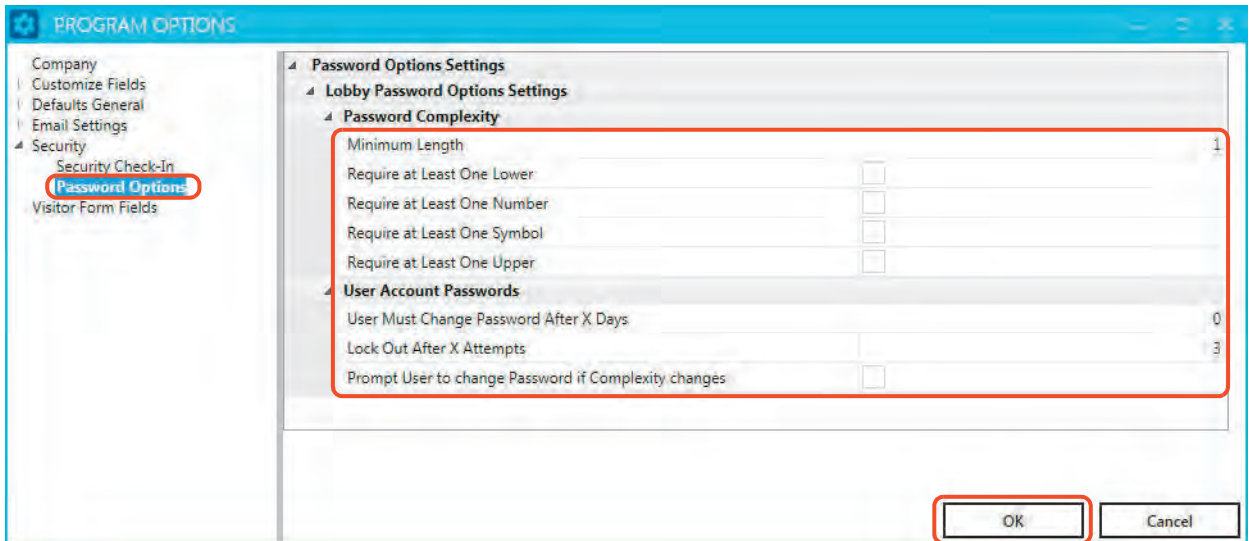 PROGRAM OPTIONS
Company
Customize Fields
Defaults General
Email Settings
Security
Security Check-In
Password Options
Visitor Form Fields
Password Options Settings
Lobby Password Options Settings
Password Complexity
Minimum Length 1
Require at Least One Lower
Require at Least One Number
Require at Least One Symbol
Require at Least One Upper
User Account Passwords
User Must Change Password After X Days 0
Lock Out After X Attempts 3
Prompt User to change Password if Complexity changes
OK Cancel